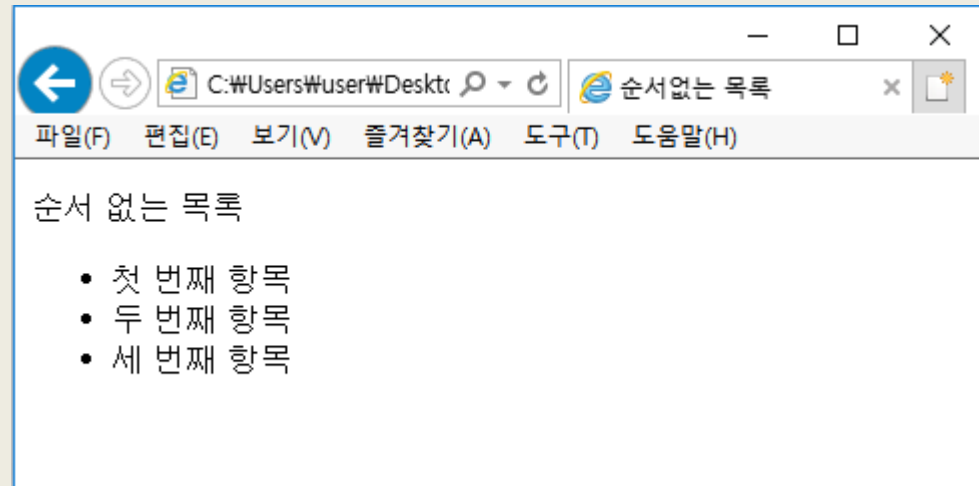 C:₩Users₩user₩Desktc
순서없는 목록
파일(F) 편집(E) 보기(V) 즐겨찾기(A) 도구(T) 도움말(H)
순서 없는 목록
• 첫 번째 항목
• 두 번째 항목
• 세 번째 항목